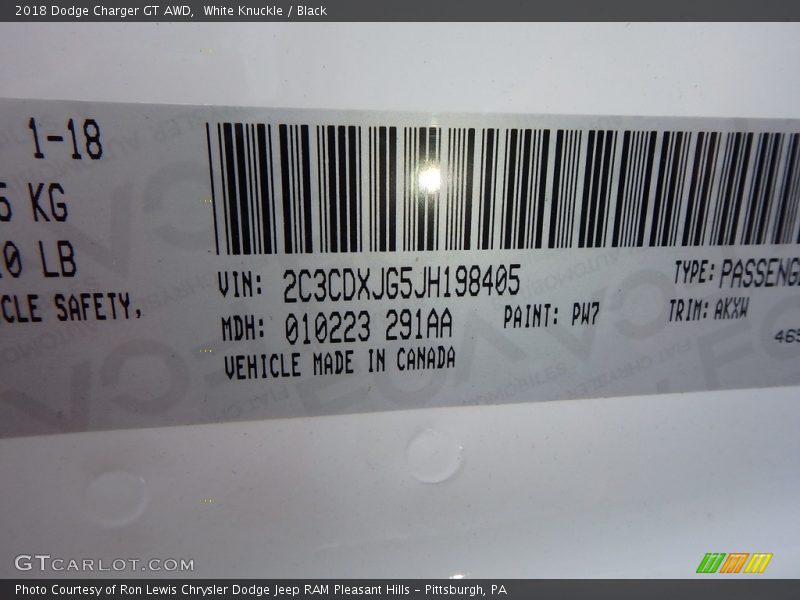 2018 Dodge Charger GT AWD, White Knuckle / Black
1-18
KG
0 LB
CLE SAFETY,
VIN: 2C3CDXJG5JH198405
TYPE: PASSENG
MDH: 010223 291AA
PAINT: PW7
TRIM: AKXW
VEHICLE MADE IN CANADA
465
GTCARLOT.COM
Photo Courtesy of Ron Lewis Chrysler Dodge Jeep RAM Pleasant Hills - Pittsburgh, PA